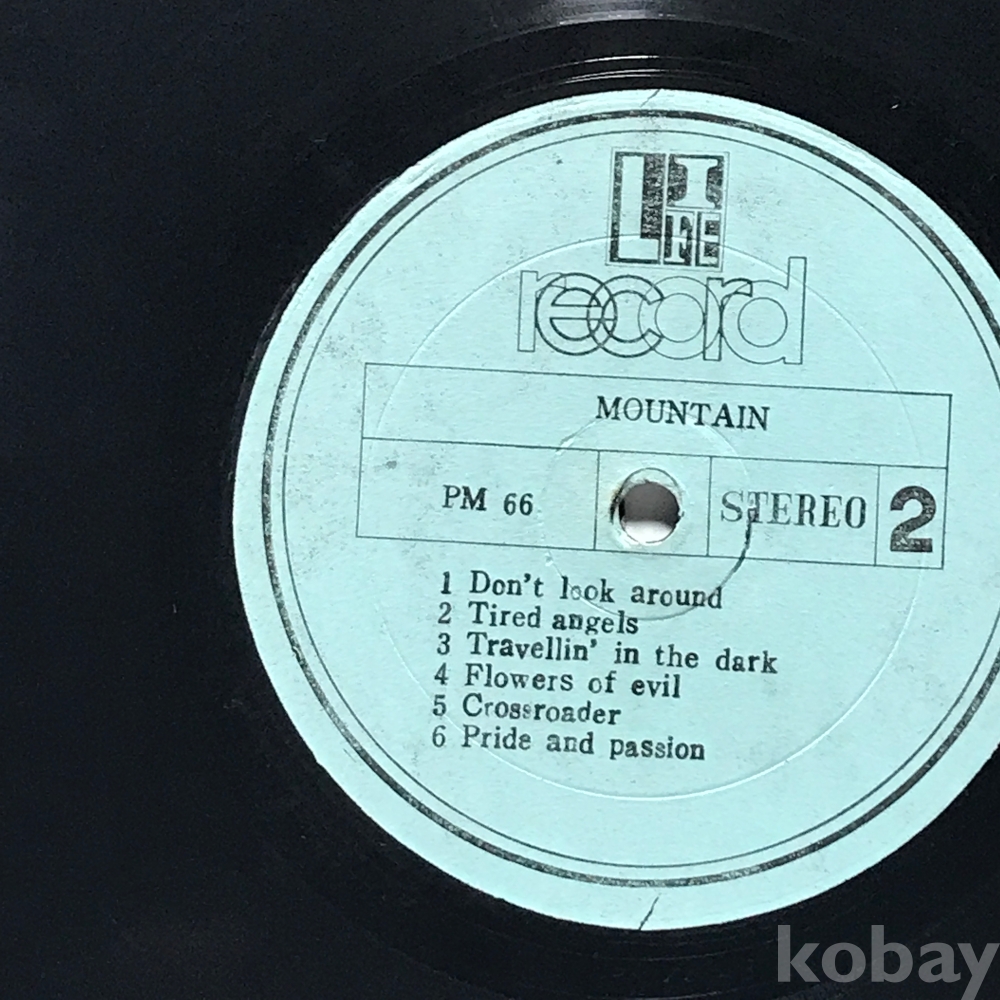 LIFE
record
MOUNTAIN
PM 66
STEREO
2
1 Don't look around
2 Tired angels
3 Travellin' in the dark
4 Flowers of evil
5 Crossroader
6 Pride and passion
kobay